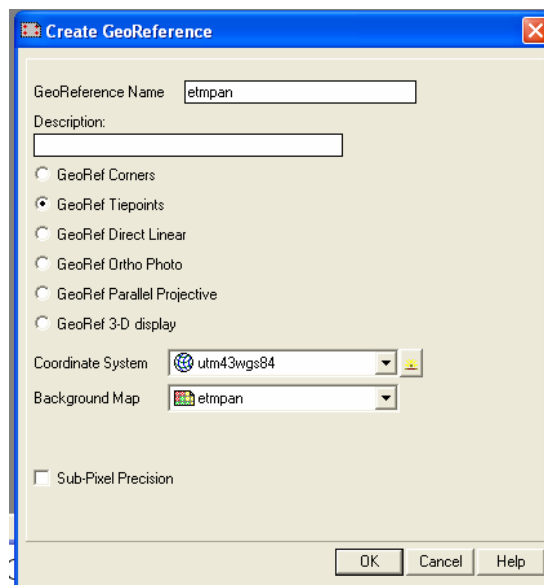 Create GeoReference
GeoReference Name etmpan
Description:
GeoRef Corners
GeoRef Tiepoints
GeoRef Direct Linear
GeoRef Ortho Photo
GeoRef Parallel Projective
GeoRef 3-D display
Coordinate System utm43wgs84
Background Map etmpan
Sub-Pixel Precision
OK Cancel Help